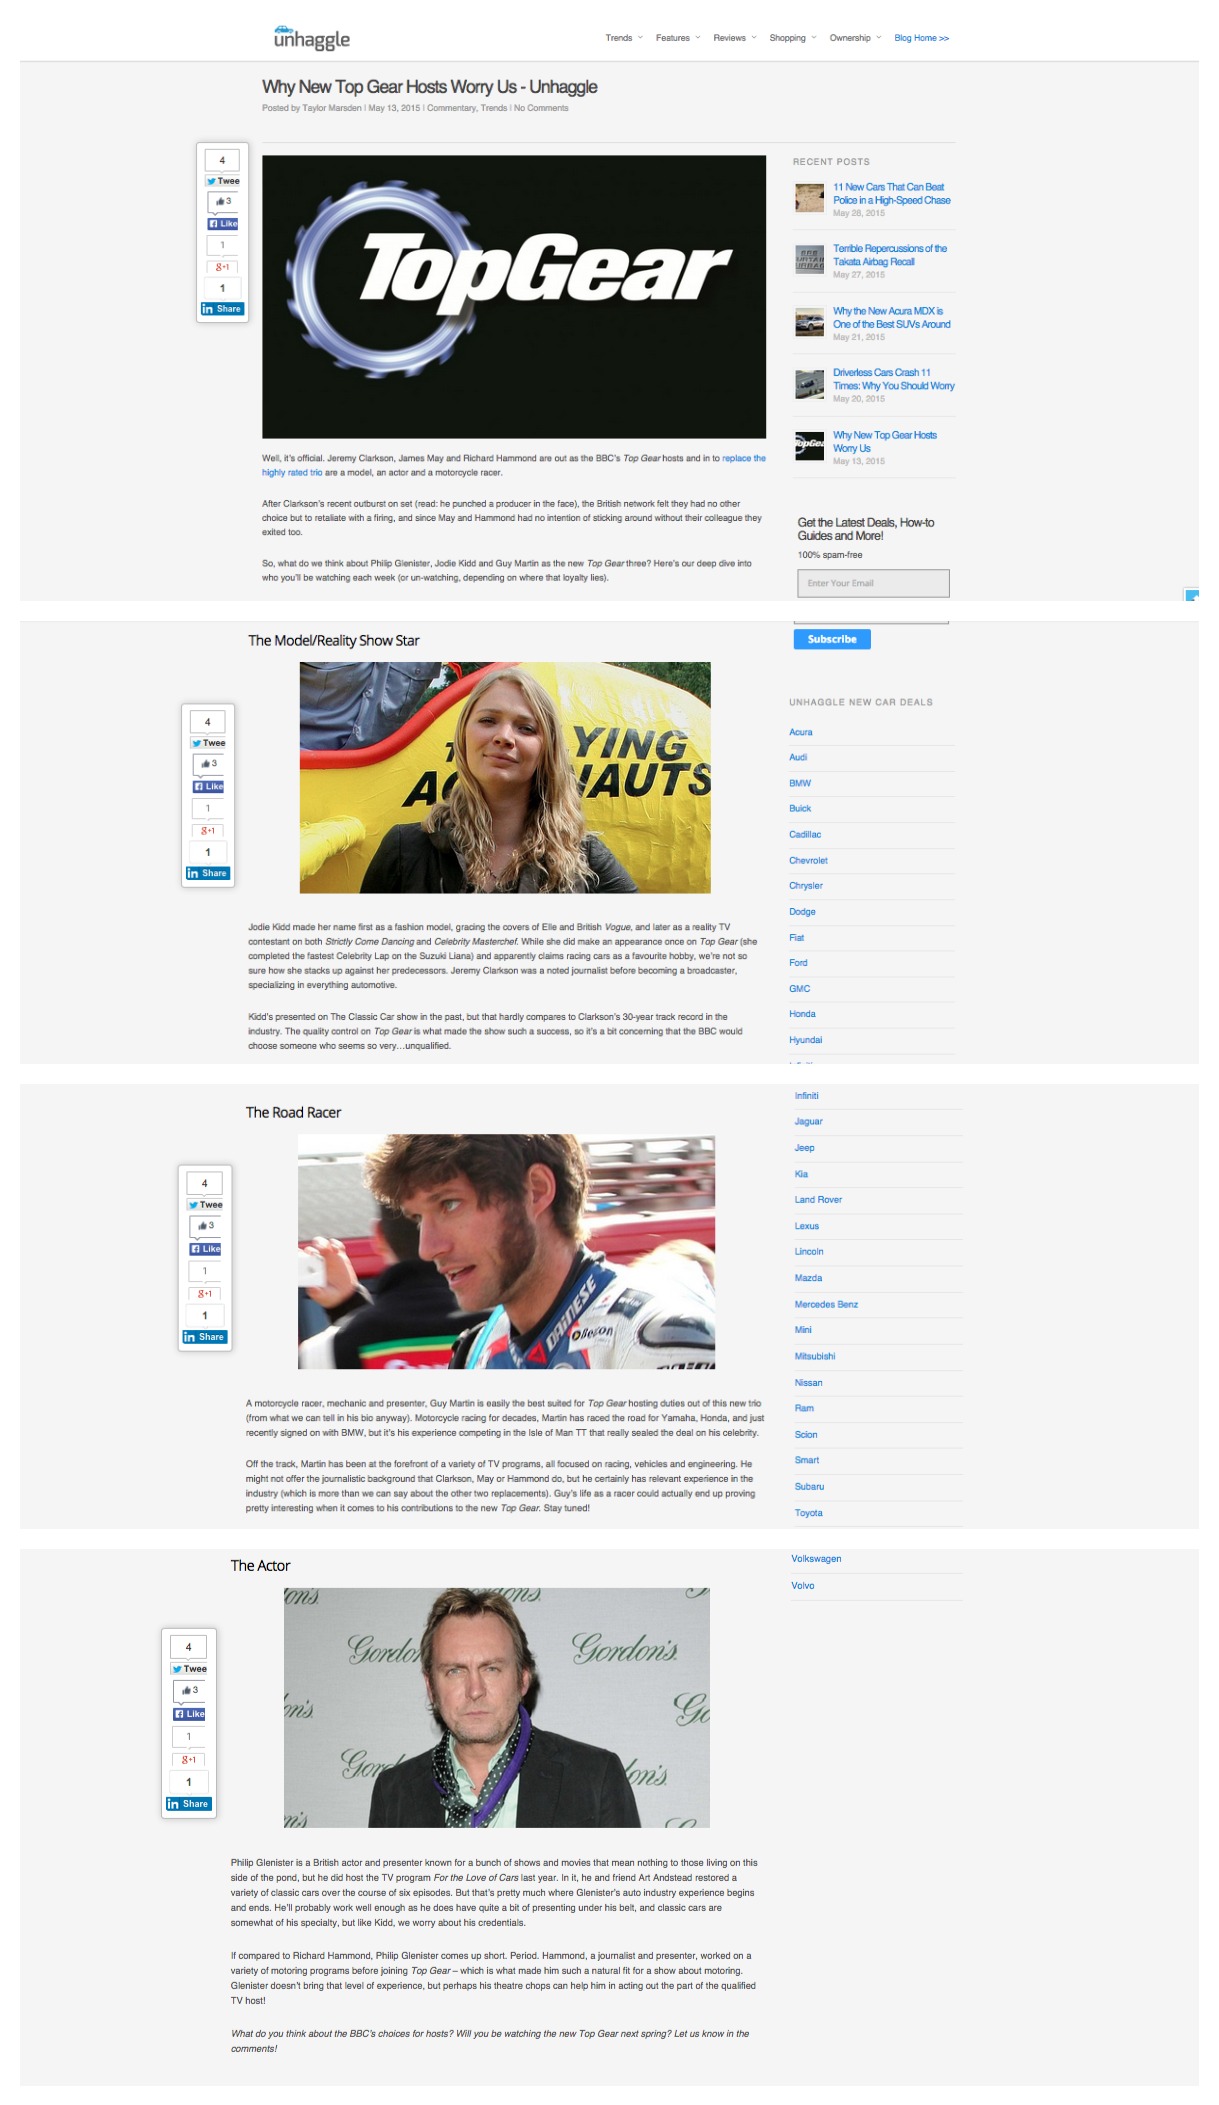 unhaggle
Trends Features Reviews Shopping Ownership Blog Home >>
Why New Top Gear Hosts Worry Us - Unhaggle
Posted by Taylor Marsden | May 13, 2015 | Commentary, Trends | No Comments
4
Twee
3
Like
1
g+1
1
in Share
TopGear
Well, it's official. Jeremy Clarkson, James May and Richard Hammond are out as the BBC's Top Gear hosts and in to replace the
highly rated trio are a model, an actor and a motorcycle racer.
After Clarkson's recent outburst on set (read: he punched a producer in the face), the British network felt they had no other
choice but to retaliate with a firing, and since May and Hammond had no intention of sticking around without their colleague they
exited too.
So, what do we think about Philip Glenister, Jodie Kidd and Guy Martin as the new Top Gear three? Here's our deep dive into
who you'll be watching each week (or un-watching, depending on where that loyalty lies).
RECENT POSTS
11 New Cars That Can Beat
Police in a High-Speed Chase
May 28, 2015
Terrible Repercussions of the
Takata Airbag Recall
May 27, 2015
Why the New Acura MDX is
One of the Best SUVs Around
May 21, 2015
Driverless Cars Crash 11
Times: Why You Should Worry
May 20, 2015
Why New Top Gear Hosts
Worry Us
May 13, 2015
Get the Latest Deals, How-to
Guides and More!
100% spam-free
Enter Your Email
Subscribe
The Model/Reality Show Star
4
Twee
3
Like
1
g+1
1
in Share
YING
NAUTS
Jodie Kidd made her name first as a fashion model, gracing the covers of Elle and British Vogue, and later as a reality TV
contestant on both Strictly Come Dancing and Celebrity Masterchef. While she did make an appearance once on Top Gear (she
completed the fastest Celebrity Lap on the Suzuki Liana) and apparently claims racing cars as a favourite hobby, we're not so
sure how she stacks up against her predecessors. Jeremy Clarkson was a noted journalist before becoming a broadcaster,
specializing in everything automotive.
Kidd's presented on The Classic Car show in the past, but that hardly compares to Clarkson's 30-year track record in the
industry. The quality control on Top Gear is what made the show such a success, so it's a bit concerning that the BBC would
choose someone who seems so very…unqualified.
UNHAGGLE NEW CAR DEALS
Acura
Audi
BMW
Buick
Cadillac
Chevrolet
Chrysler
Dodge
Fiat
Ford
GMC
Honda
Hyundai
Infiniti
Jaguar
Jeep
Kia
Land Rover
Lexus
Lincoln
Mazda
Mercedes Benz
Mini
Mitsubishi
Nissan
Ram
Scion
Smart
Subaru
Toyota
The Road Racer
4
Twee
3
Like
1
g+1
1
in Share
DAINESE
Beacon
A motorcycle racer, mechanic and presenter, Guy Martin is easily the best suited for Top Gear hosting duties out of this new trio
(from what we can tell in his bio anyway). Motorcycle racing for decades, Martin has raced the road for Yamaha, Honda, and just
recently signed on with BMW, but it's his experience competing in the Isle of Man TT that really sealed the deal on his celebrity.
Off the track, Martin has been at the forefront of a variety of TV programs, all focused on racing, vehicles and engineering. He
might not offer the journalistic background that Clarkson, May or Hammond do, but he certainly has relevant experience in the
industry (which is more than we can say about the other two replacements). Guy's life as a racer could actually end up proving
pretty interesting when it comes to his contributions to the new Top Gear. Stay tuned!
Volkswagen
Volvo
The Actor
4
Twee
3
Like
1
g+1
1
in Share
Gordon's
Gordon's
Philip Glenister is a British actor and presenter known for a bunch of shows and movies that mean nothing to those living on this
side of the pond, but he did host the TV program For the Love of Cars last year. In it, he and friend Art Andstead restored a
variety of classic cars over the course of six episodes. But that's pretty much where Glenister's auto industry experience begins
and ends. He'll probably work well enough as he does have quite a bit of presenting under his belt, and classic cars are
somewhat of his specialty, but like Kidd, we worry about his credentials.
If compared to Richard Hammond, Philip Glenister comes up short. Period. Hammond, a journalist and presenter, worked on a
variety of motoring programs before joining Top Gear – which is what made him such a natural fit for a show about motoring.
Glenister doesn't bring that level of experience, but perhaps his theatre chops can help him in acting out the part of the qualified
TV host!
What do you think about the BBC's choices for hosts? Will you be watching the new Top Gear next spring? Let us know in the
comments!